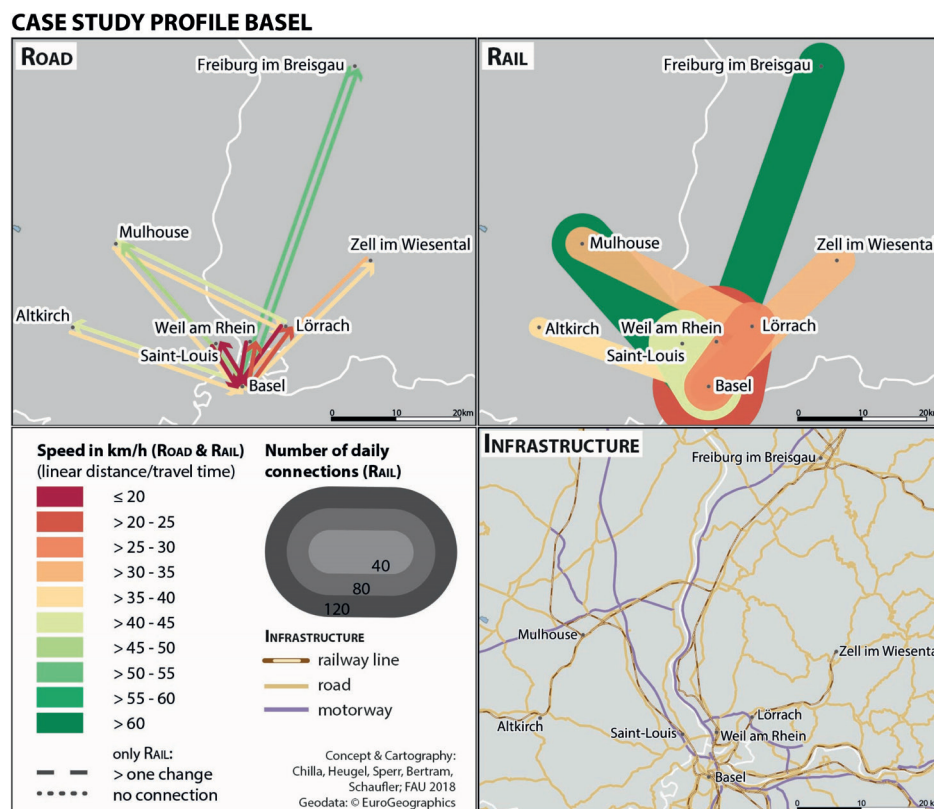 CASE STUDY PROFILE BASEL
ROAD
Freiburg im Breisgau
Mulhouse
Zell im Wiesental
Altkirch
Weil am Rhein
Lörrach
Saint-Louis
Basel
0 10 20km
RAIL
Freiburg im Breisgau
Mulhouse
Zell im Wiesental
Altkirch
Weil am Rhein
Lörrach
Saint-Louis
Basel
0 10 20km
Speed in km/h (ROAD & RAIL)
(linear distance/travel time)
≤ 20
> 20 - 25
> 25 - 30
> 30 - 35
> 35 - 40
> 40 - 45
> 45 - 50
> 50 - 55
> 55 - 60
> 60
only RAIL:
> one change
no connection
Number of daily
connections (RAIL)
40
80
120
INFRASTRUCTURE
railway line
road
motorway
Concept & Cartography:
Chilla, Heugel, Sperr, Bertram,
Schaufler; FAU 2018
Geodata: © EuroGeographics
INFRASTRUCTURE
Freiburg im Breisgau
Mulhouse
Zell im Wiesenta
Altkirch
Lörrach
Saint-Louis
Weil am Rhein
Basel
0 10 20 k